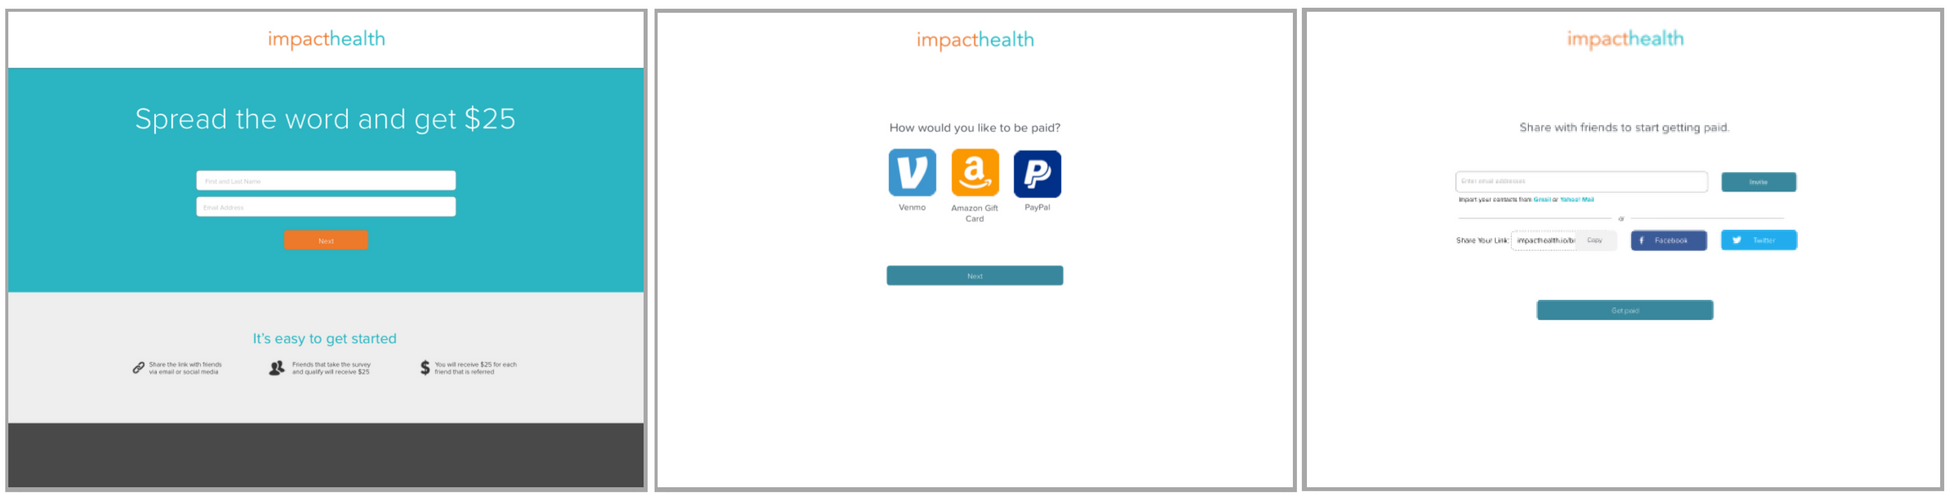 impacthealth
Spread the word and get $25
First and Last Name
Email Address
Next
It's easy to get started
Share the link with friends
via email or social media
Friends that take the survey
and qualify will receive $25
You will receive $25 for each
friend that is referred
impacthealth
How would you like to be paid?
Venmo
Amazon Gift
Card
PayPal
Next
impacthealth
Share with friends to start getting paid.
Enter email addresses
Invite
Import your contacts from Gmail or Yahoo! Mail
or
Share Your Link:
impacthealth.io/br
Copy
Facebook
Twitter
Get paid